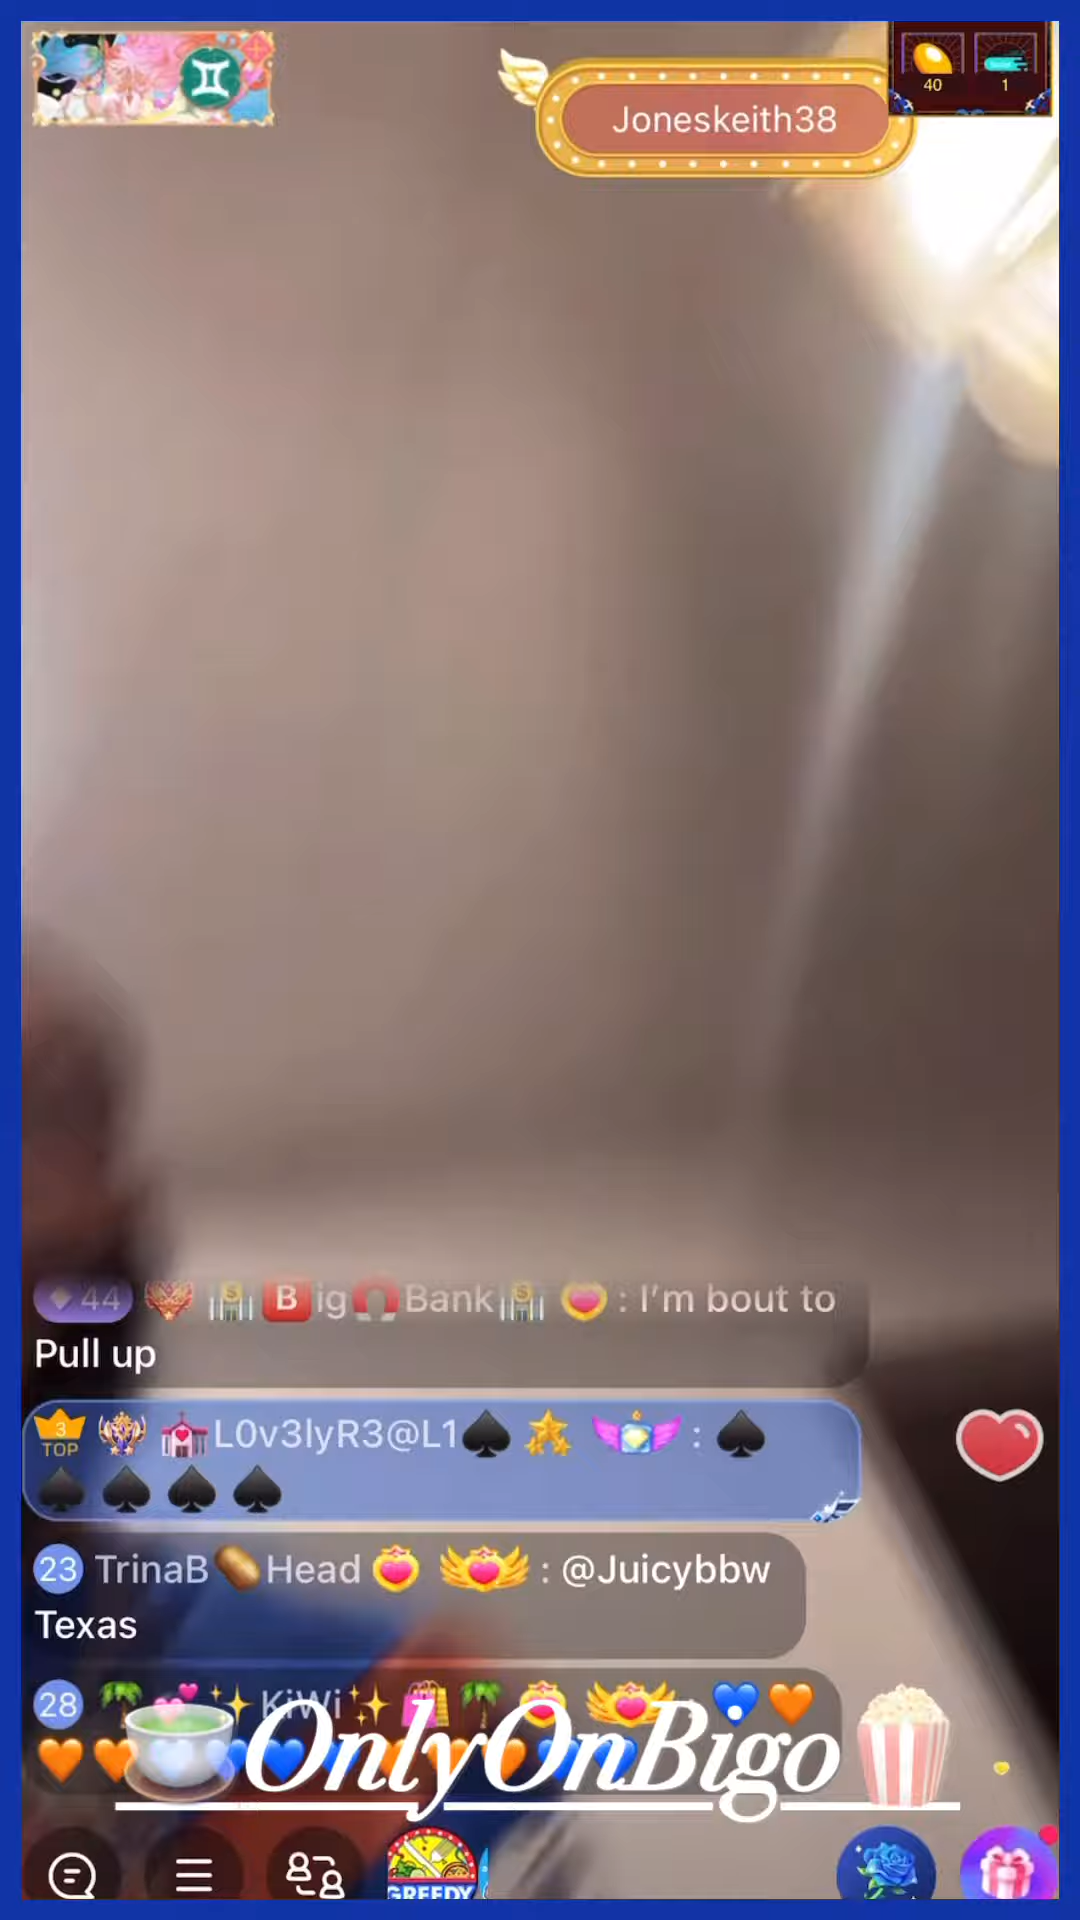 40 1
Joneskeith38
44 Big Bank : I'm bout to
Pull up
3
TOP L0v3lyR3@L1♠ : ♠
♠ ♠ ♠ ♠
23 TrinaB🥔Head : @Juicybbw
Texas
28 🌴 💕 ✨ KiWi ✨ 🛍️ 🌴 : 💙 🧡
OnlyOnBigo
GREEDY